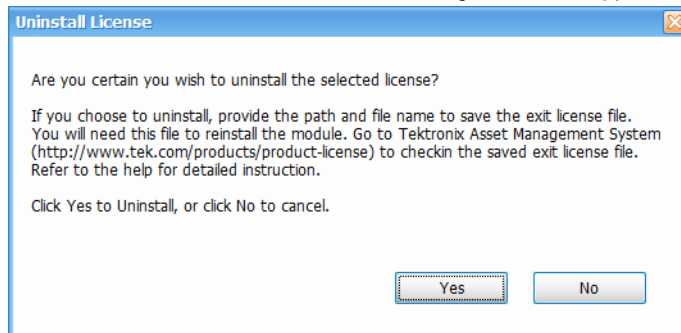 Uninstall License
Are you certain you wish to uninstall the selected license?
If you choose to uninstall, provide the path and file name to save the exit license file.
You will need this file to reinstall the module. Go to Tektronix Asset Management System
(http://www.tek.com/products/product-license) to checkin the saved exit license file.
Refer to the help for detailed instruction.
Click Yes to Uninstall, or click No to cancel.
Yes No